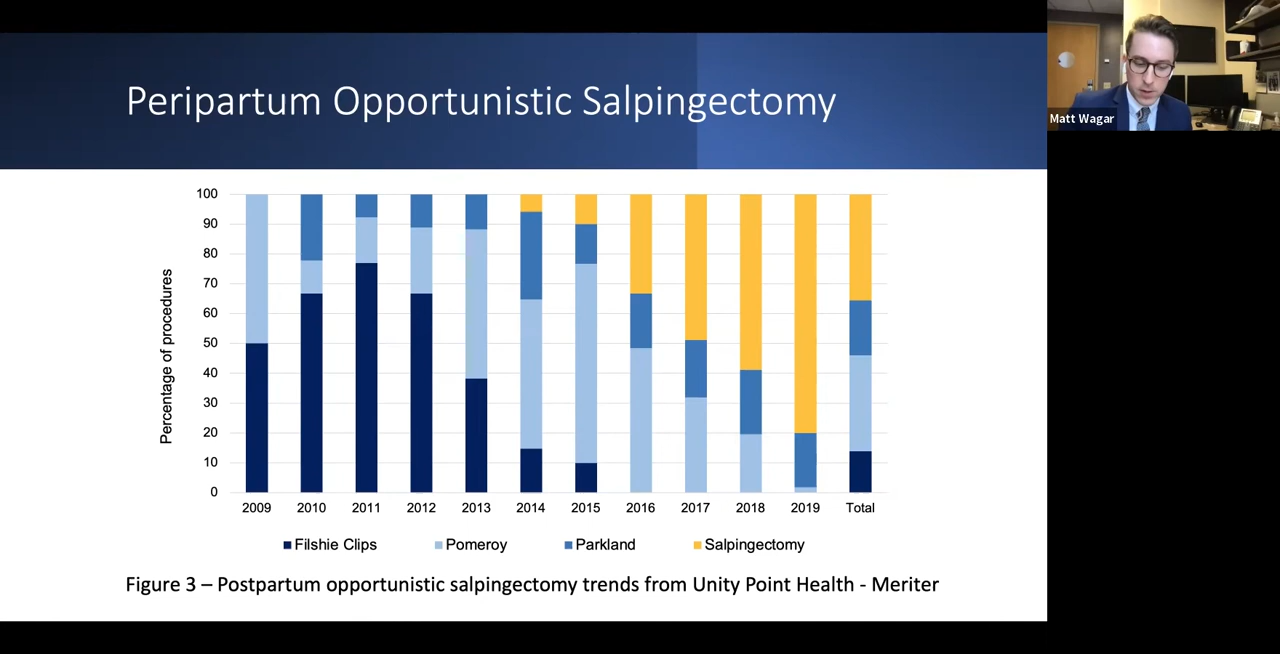 Peripartum Opportunistic Salpingectomy
Matt Wagar
Percentage of procedures
100
90
80
70
60
50
40
30
20
10
0
2009 2010 2011 2012 2013 2014 2015 2016 2017 2018 2019 Total
Filshie Clips Pomeroy Parkland Salpingectomy
Figure 3 – Postpartum opportunistic salpingectomy trends from Unity Point Health - Meriter